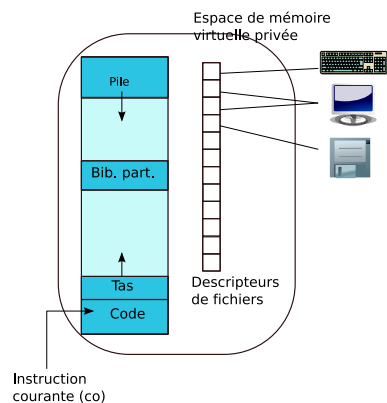 Espace de mémoire
virtuelle privée
Pile
Bib. part.
Tas
Code
Descripteurs
de fichiers
Instruction
courante (co)